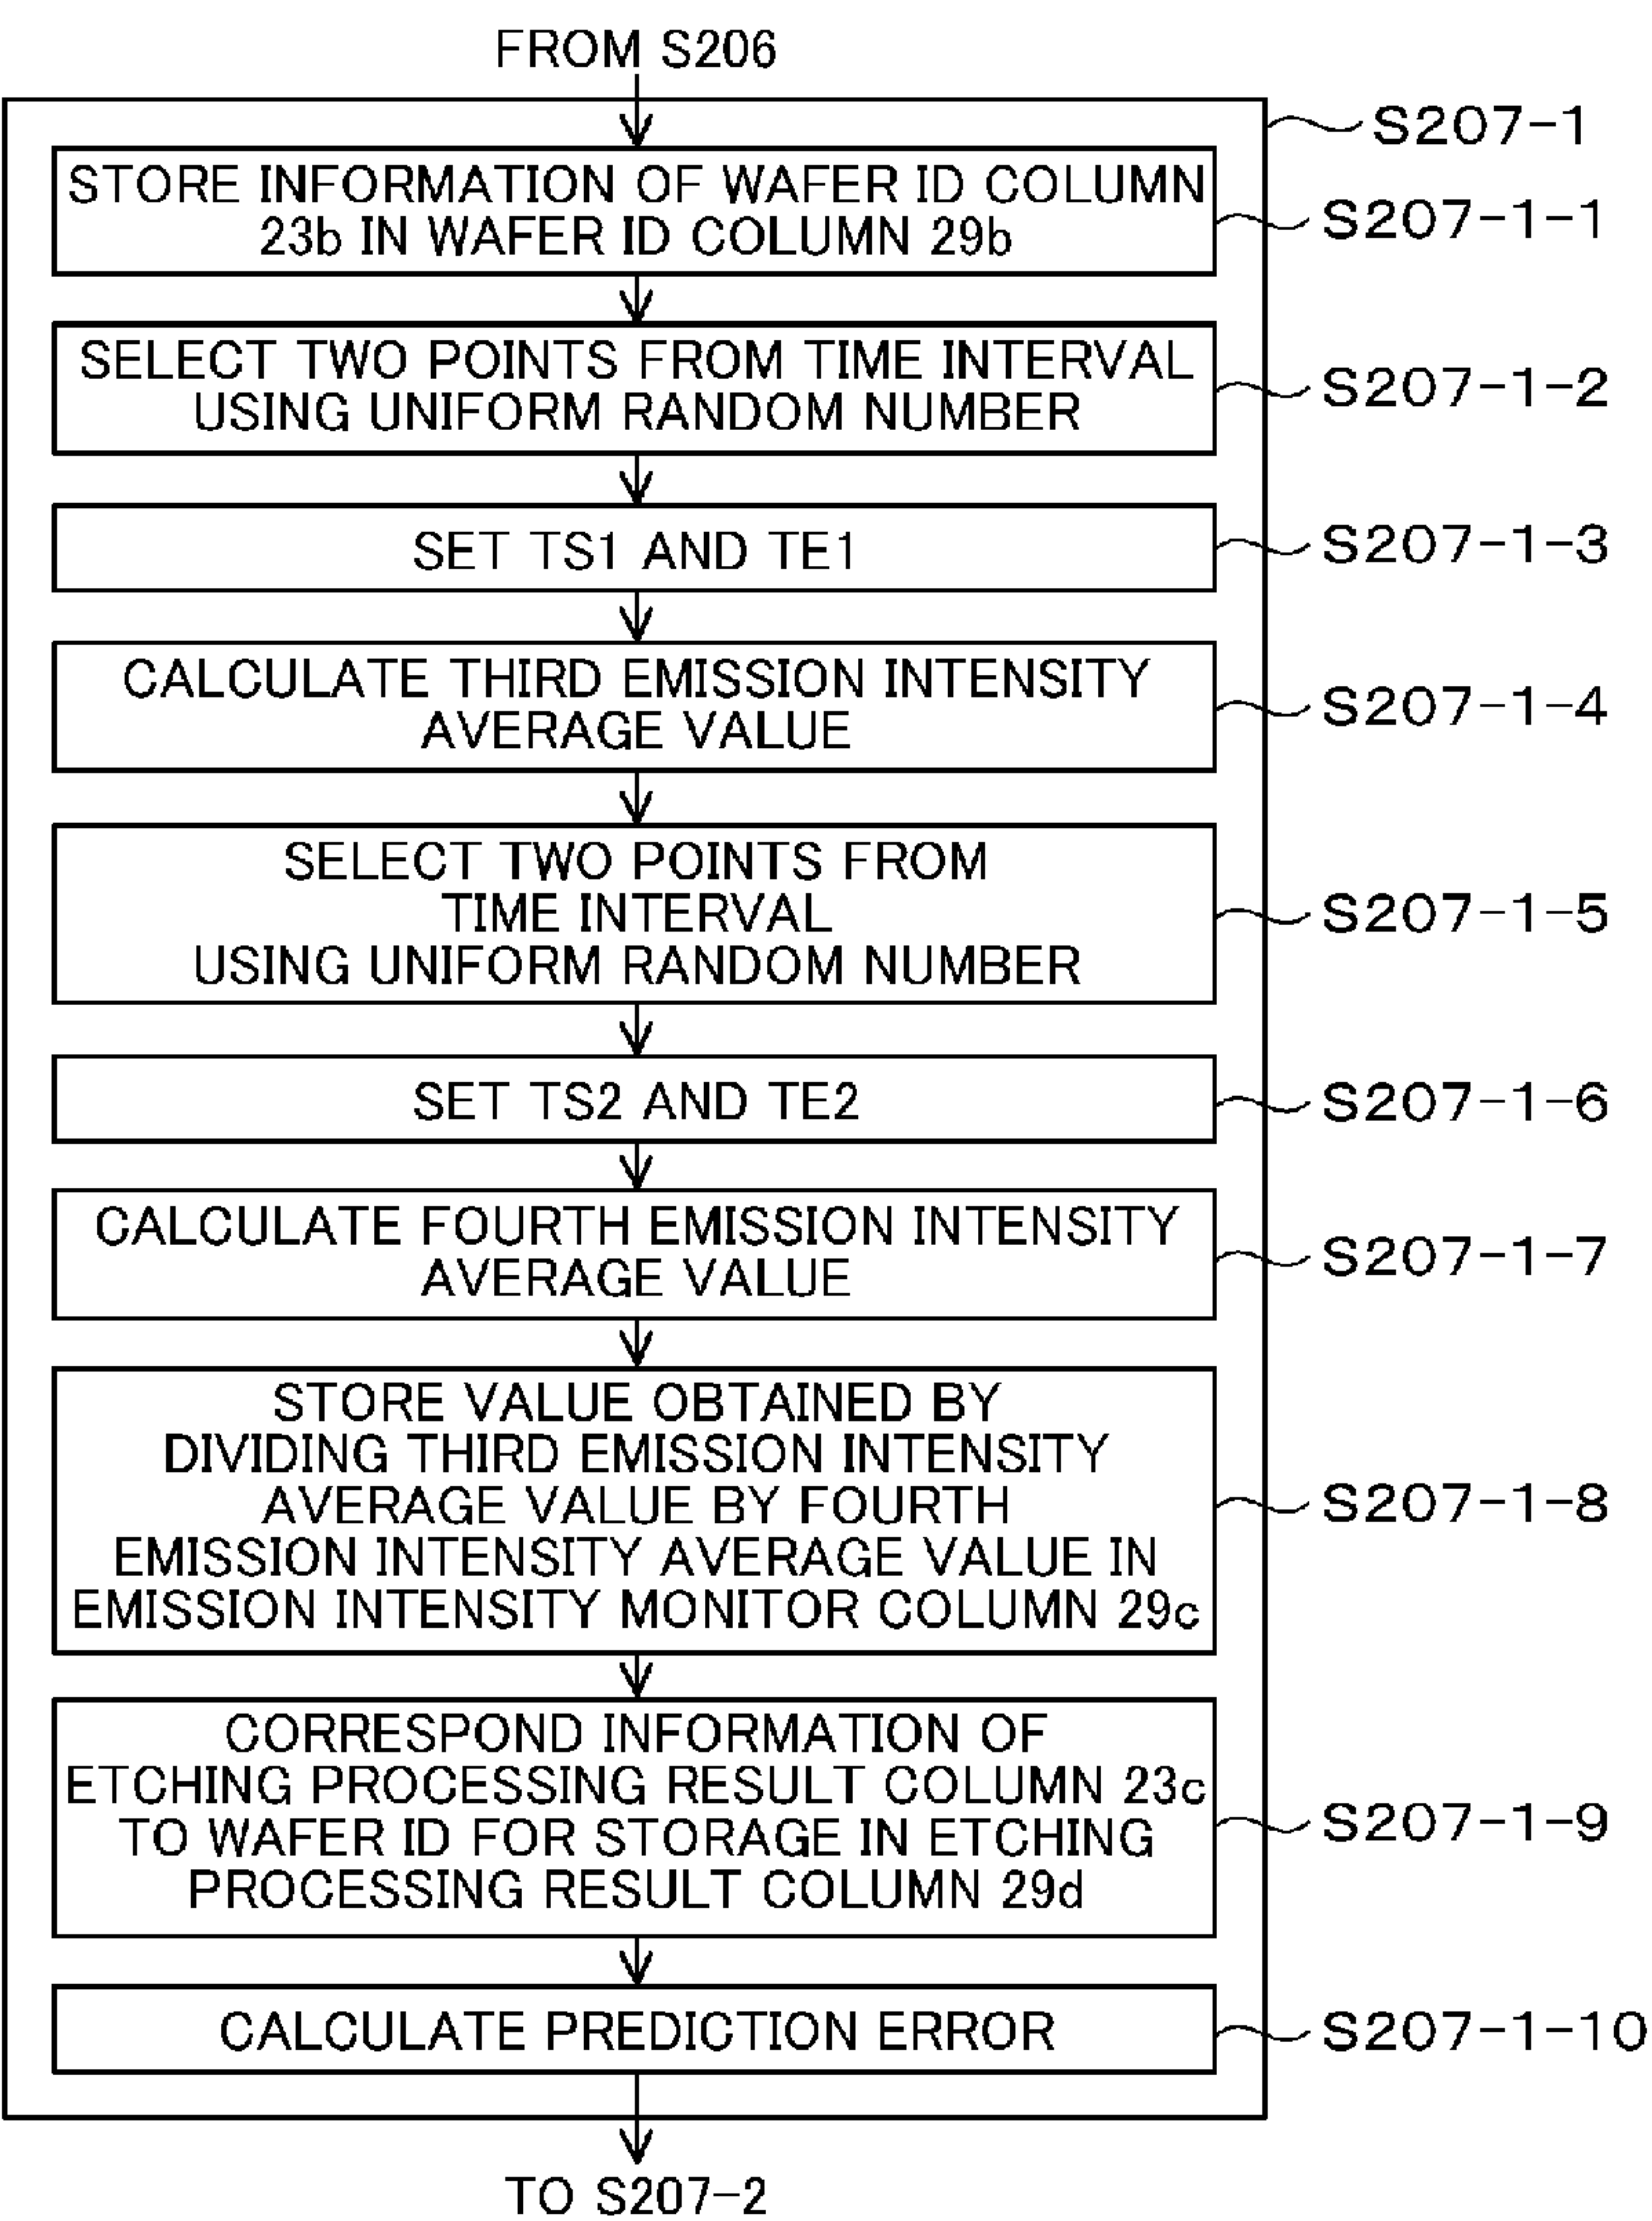 FROM S206
S207-1
STORE INFORMATION OF WAFER ID COLUMN
23b IN WAFER ID COLUMN 29b
S207-1-1
SELECT TWO POINTS FROM TIME INTERVAL
USING UNIFORM RANDOM NUMBER
S207-1-2
SET TS1 AND TE1
S207-1-3
CALCULATE THIRD EMISSION INTENSITY
AVERAGE VALUE
S207-1-4
SELECT TWO POINTS FROM
TIME INTERVAL
USING UNIFORM RANDOM NUMBER
S207-1-5
SET TS2 AND TE2
S207-1-6
CALCULATE FOURTH EMISSION INTENSITY
AVERAGE VALUE
S207-1-7
STORE VALUE OBTAINED BY
DIVIDING THIRD EMISSION INTENSITY
AVERAGE VALUE BY FOURTH
EMISSION INTENSITY AVERAGE VALUE IN
EMISSION INTENSITY MONITOR COLUMN 29c
S207-1-8
CORRESPOND INFORMATION OF
ETCHING PROCESSING RESULT COLUMN 23c
TO WAFER ID FOR STORAGE IN ETCHING
PROCESSING RESULT COLUMN 29d
S207-1-9
CALCULATE PREDICTION ERROR
S207-1-10
TO S207-2